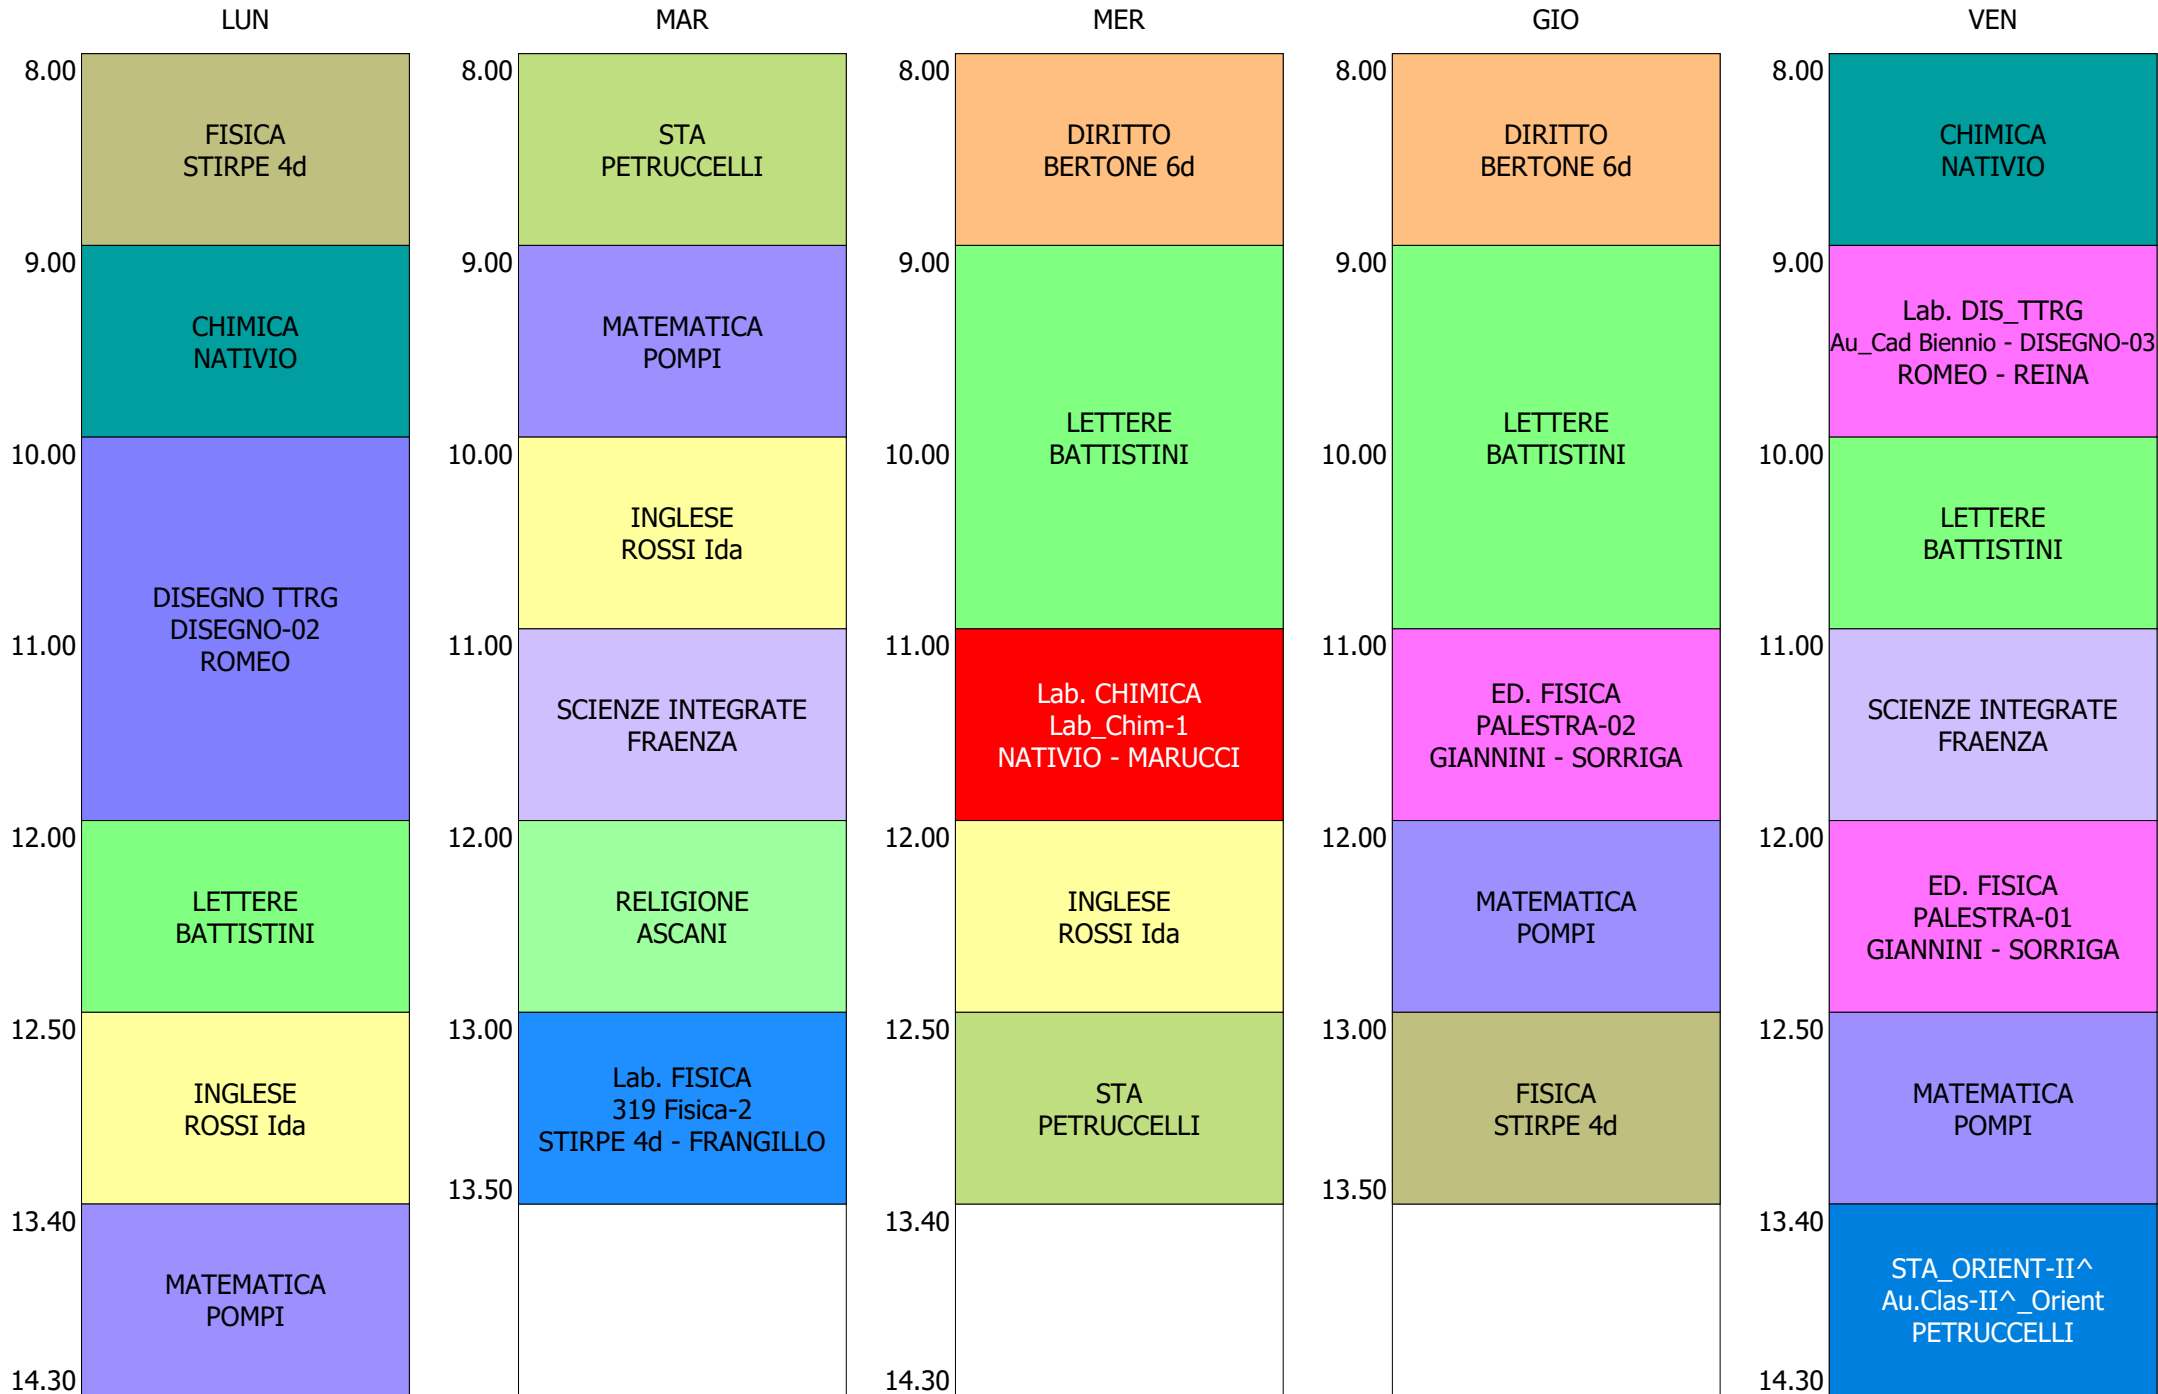 LUN
8.00
FISICA
STIRPE 4d
9.00
CHIMICA
NATIVIO
10.00
DISEGNO TTRG
DISEGNO-02
ROMEO
11.00
12.00
LETTERE
BATTISTINI
12.50
INGLESE
ROSSI Ida
13.40
MATEMATICA
POMPI
14.30
MAR
8.00
STA
PETRUCCELLI
9.00
MATEMATICA
POMPI
10.00
INGLESE
ROSSI Ida
11.00
SCIENZE INTEGRATE
FRAENZA
12.00
RELIGIONE
ASCANI
13.00
Lab. FISICA
319 Fisica-2
STIRPE 4d - FRANGILLO
13.50
MER
8.00
DIRITTO
BERTONE 6d
9.00
LETTERE
BATTISTINI
10.00
11.00
Lab. CHIMICA
Lab_Chim-1
NATIVIO - MARUCCI
12.00
INGLESE
ROSSI Ida
12.50
STA
PETRUCCELLI
13.40
14.30
GIO
8.00
DIRITTO
BERTONE 6d
9.00
LETTERE
BATTISTINI
10.00
11.00
ED. FISICA
PALESTRA-02
GIANNINI - SORRIGA
12.00
MATEMATICA
POMPI
13.00
FISICA
STIRPE 4d
13.50
VEN
8.00
CHIMICA
NATIVIO
9.00
Lab. DIS_TTRG
Au_Cad Biennio - DISEGNO-03
ROMEO - REINA
10.00
LETTERE
BATTISTINI
11.00
SCIENZE INTEGRATE
FRAENZA
12.00
ED. FISICA
PALESTRA-01
GIANNINI - SORRIGA
12.50
MATEMATICA
POMPI
13.40
STA_ORIENT-II^
Au.Clas-II^_Orient
PETRUCCELLI
14.30